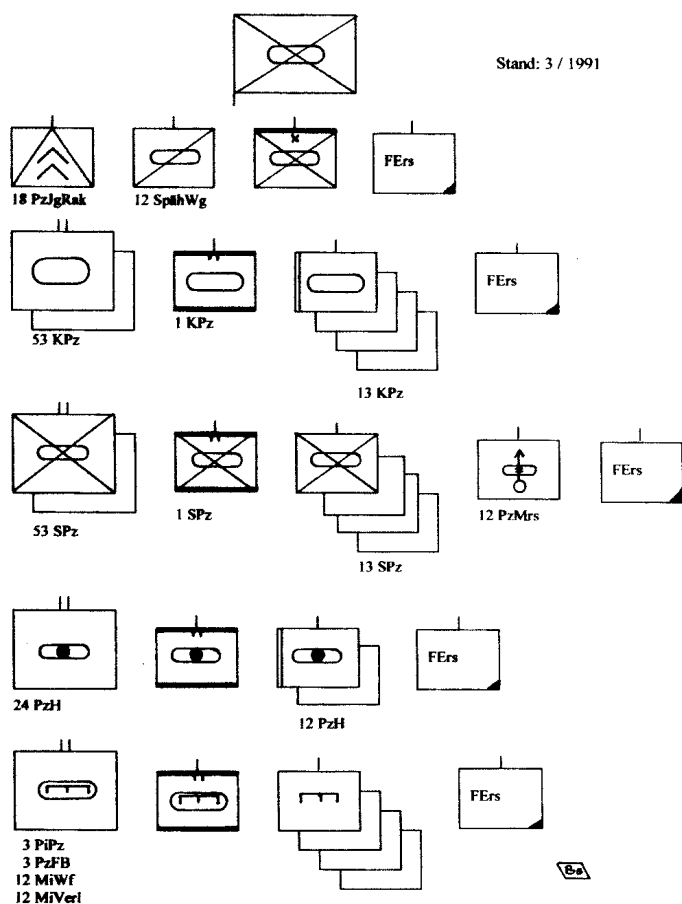 Stand: 3 / 1991
FErs
18 PzJgRak
12 SpähWg
FErs
53 KPz
1 KPz
13 KPz
FErs
53 SPz
1 SPz
13 SPz
12 PzMrs
FErs
24 PzH
12 PzH
FErs
3 PiPz
3 PzFB
12 MiWf
12 MiVerl
Bs